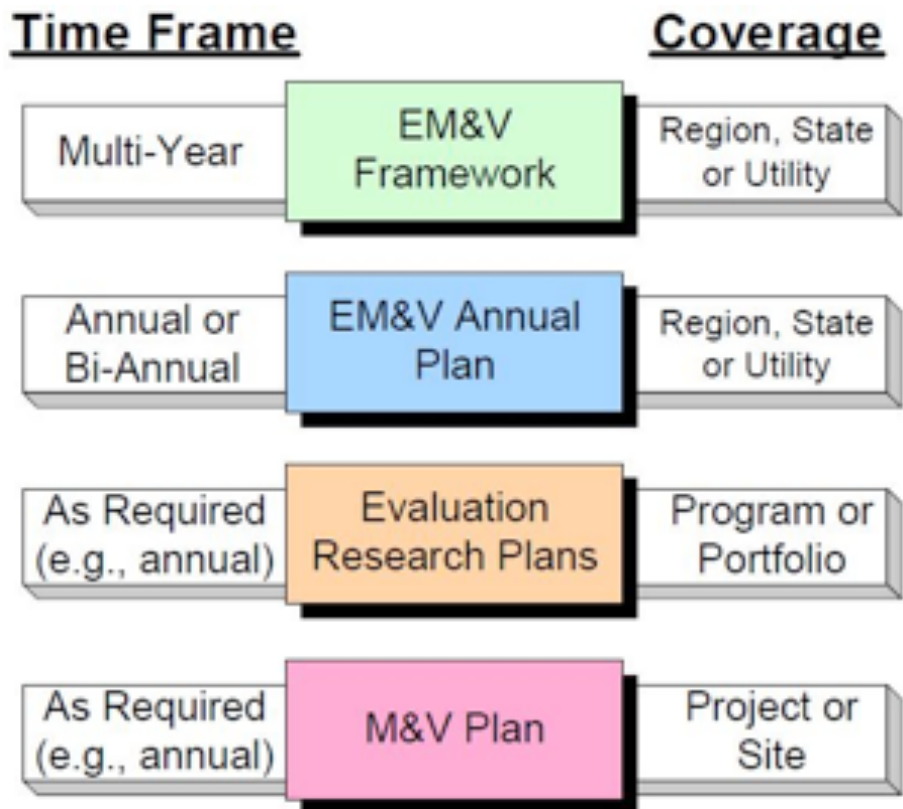 Time Frame
Coverage
Multi-Year
EM&V
Framework
Region, State
or Utility
Annual or
Bi-Annual
EM&V Annual
Plan
Region, State
or Utility
As Required
(e.g., annual)
Evaluation
Research Plans
Program or
Portfolio
As Required
(e.g., annual)
M&V Plan
Project or
Site